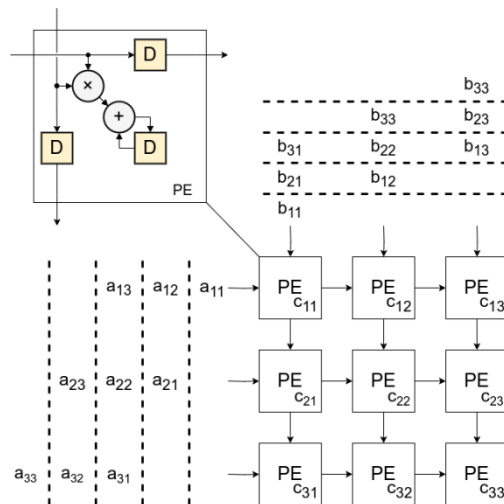 D
×
+
D D
PE
b33
b33 b23
b31 b22 b13
b21 b12
b11
a13 a12 a11 PE c11 PE c12 PE c13
a23 a22 a21 PE c21 PE c22 PE c23
a33 a32 a31 PE c31 PE c32 PE c33